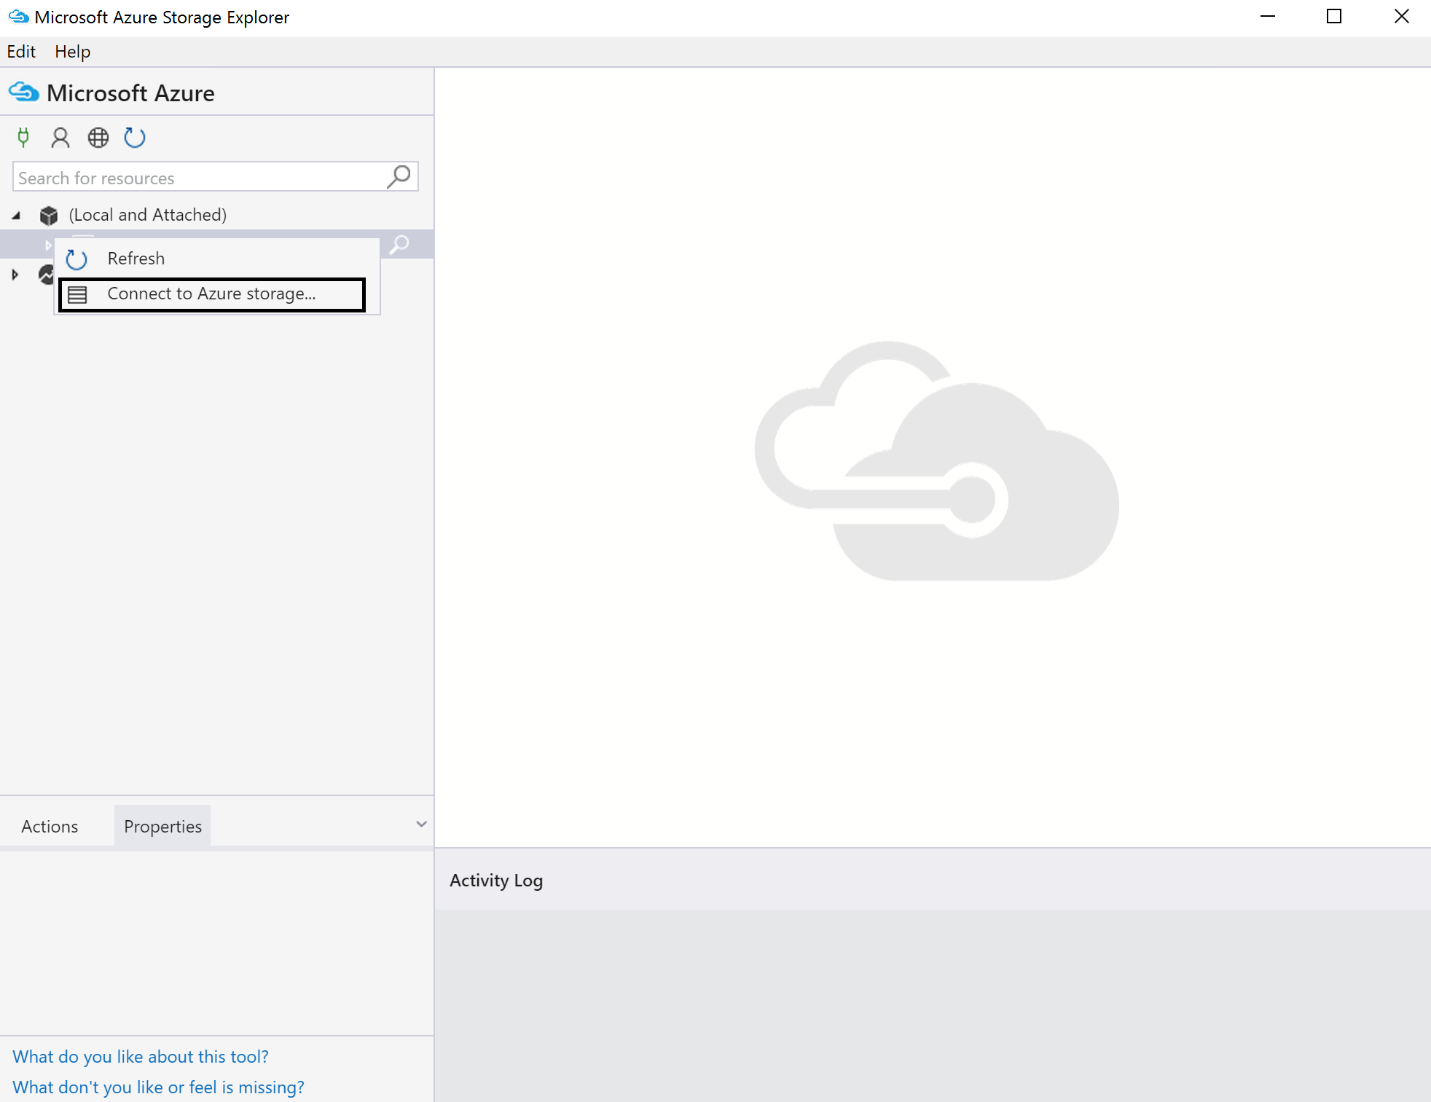 Microsoft Azure Storage Explorer
Edit Help
Microsoft Azure
Search for resources
(Local and Attached)
Refresh
Connect to Azure storage...
Actions Properties
Activity Log
What do you like about this tool?
What don't you like or feel is missing?